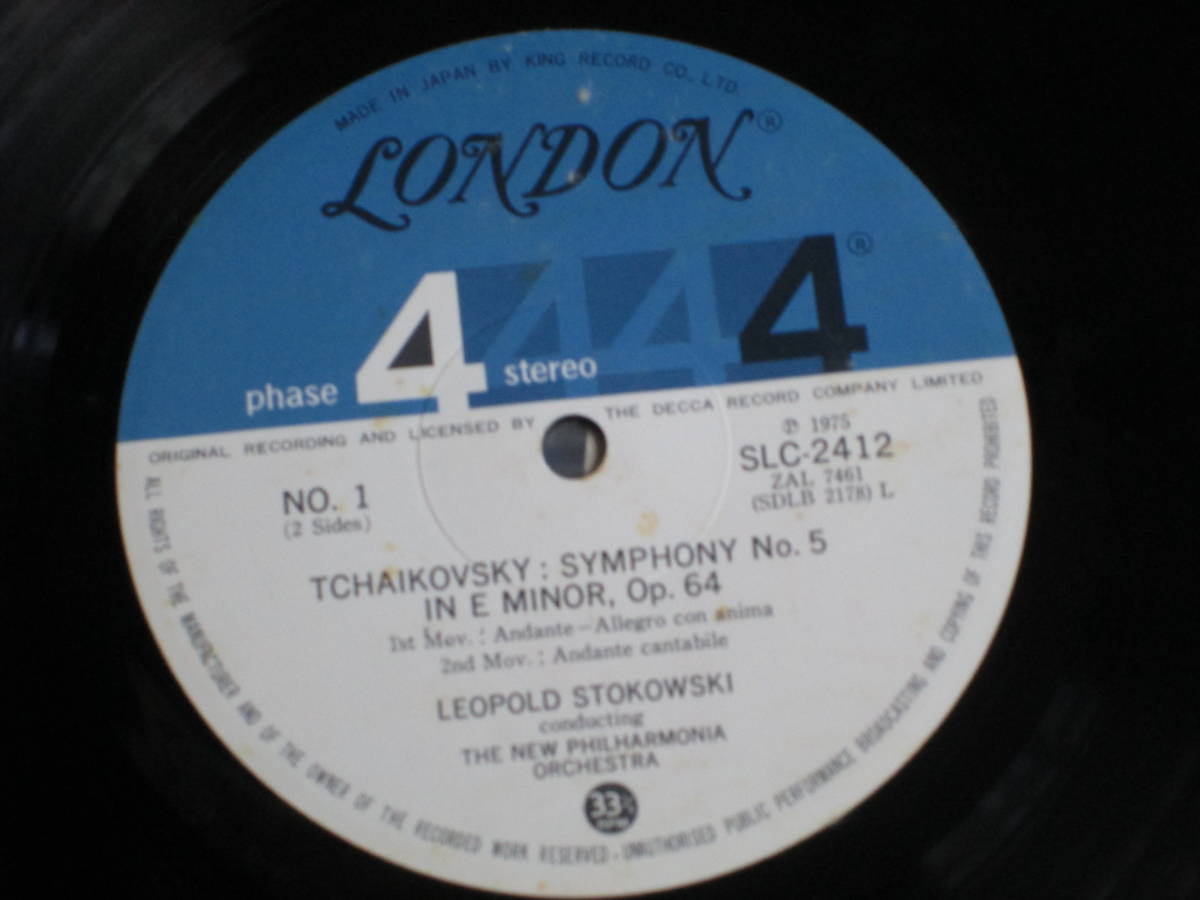 MADE IN JAPAN BY KING RECORD CO., LTD.
LONDON®
phase 4 stereo 4 4 4®
ORIGINAL RECORDING AND LICENSED BY THE DECCA RECORD COMPANY LIMITED
℗ 1975
SLC-2412
ZAL 7461
(SDLB 2178) L
NO. 1
(2 Sides)
TCHAIKOVSKY : SYMPHONY No. 5
IN E MINOR, Op. 64
1st Mov. : Andante–Allegro con anima
2nd Mov. : Andante cantabile
LEOPOLD STOKOWSKI
conducting
THE NEW PHILHARMONIA
ORCHESTRA
33⅓
RPM
ALL RIGHTS OF THE MANUFACTURER AND OF THE OWNER OF THE RECORDED WORK RESERVED. UNAUTHORISED PUBLIC PERFORMANCE BROADCASTING AND COPYING OF THIS RECORD PROHIBITED